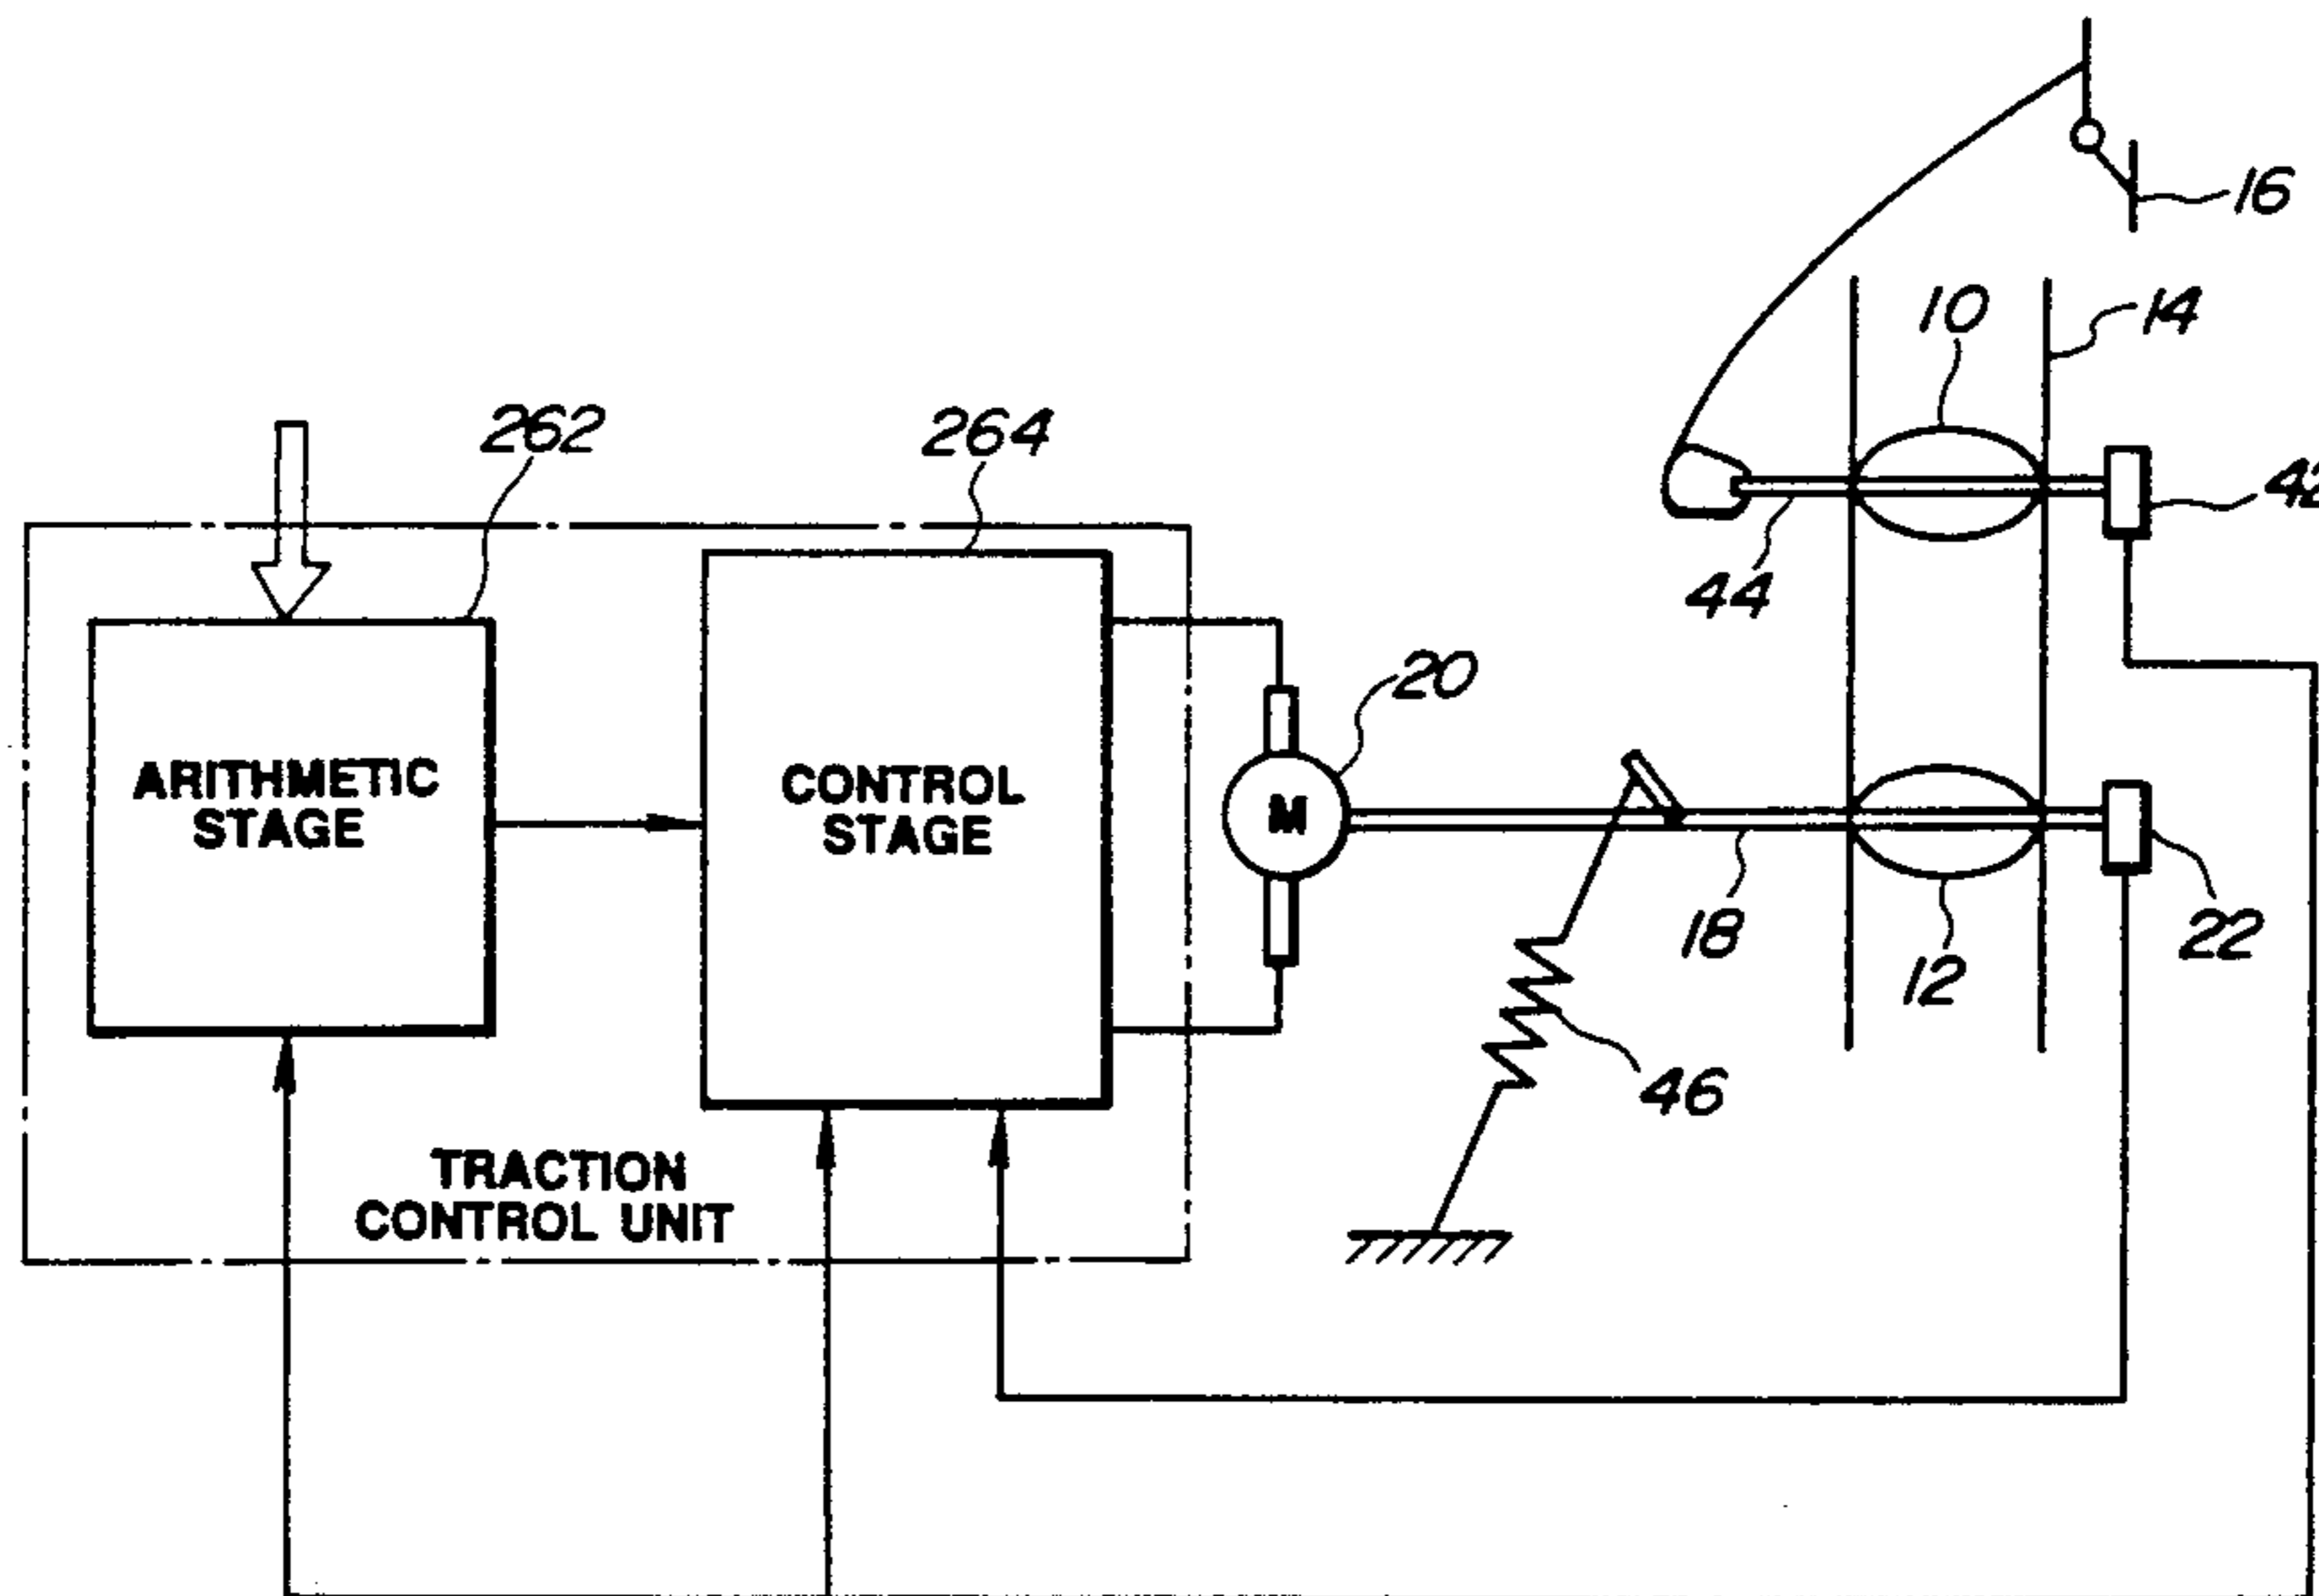 16
10
14
262
264
42
44
20
ARITHMETIC
STAGE
CONTROL
STAGE
M
18
12
22
46
TRACTION
CONTROL UNIT